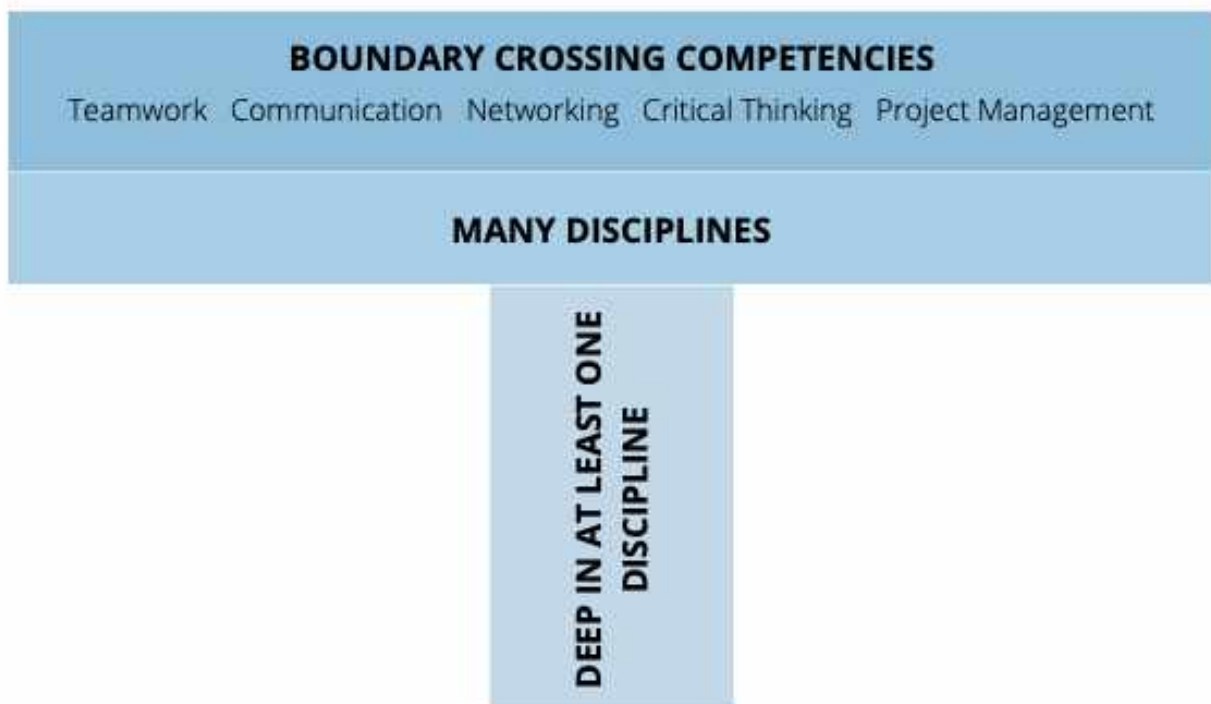 BOUNDARY CROSSING COMPETENCIES
Teamwork Communication Networking Critical Thinking Project Management
MANY DISCIPLINES
DEEP IN AT LEAST ONE
DISCIPLINE